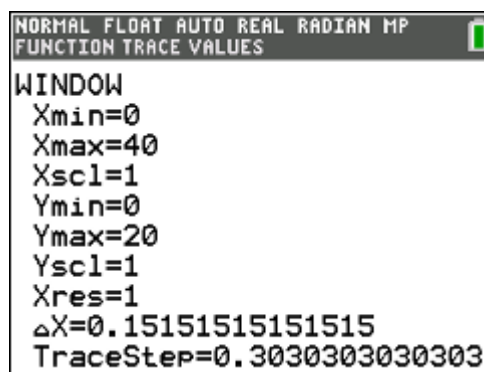 NORMAL FLOAT AUTO REAL RADIAN MP
FUNCTION TRACE VALUES
WINDOW
Xmin=0
Xmax=40
Xscl=1
Ymin=0
Ymax=20
Yscl=1
Xres=1
△X=0.15151515151515
TraceStep=0.3030303030303